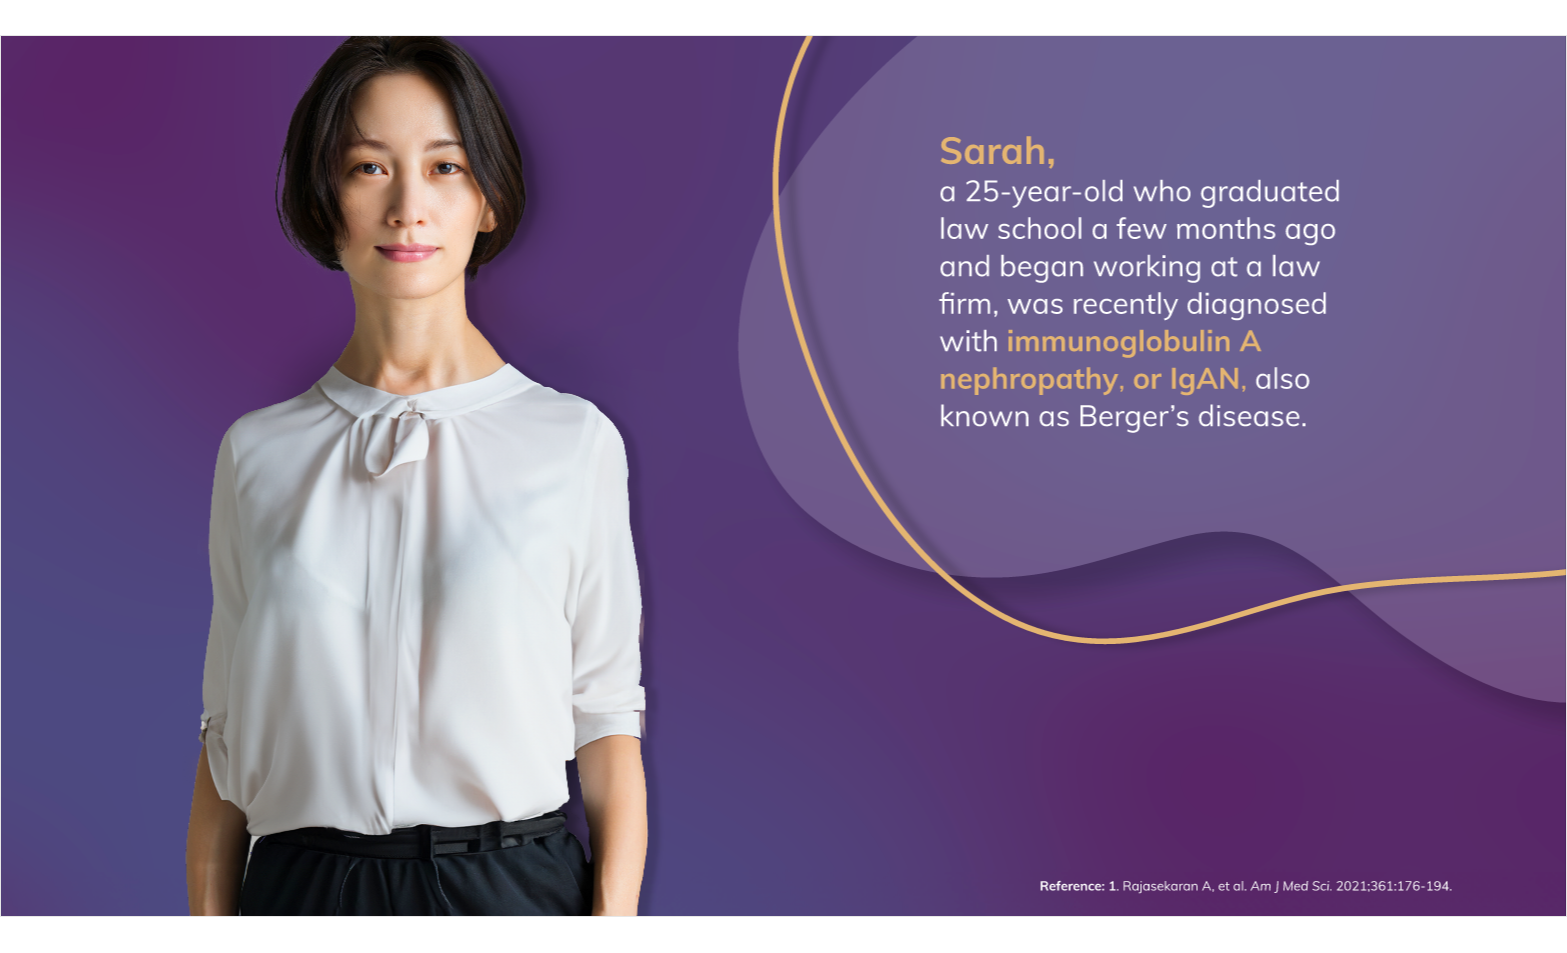 Sarah,
a 25-year-old who graduated
law school a few months ago
and began working at a law
firm, was recently diagnosed
with immunoglobulin A
nephropathy, or IgAN, also
known as Berger’s disease.
Reference: 1. Rajasekaran A, et al. Am J Med Sci. 2021;361:176-194.